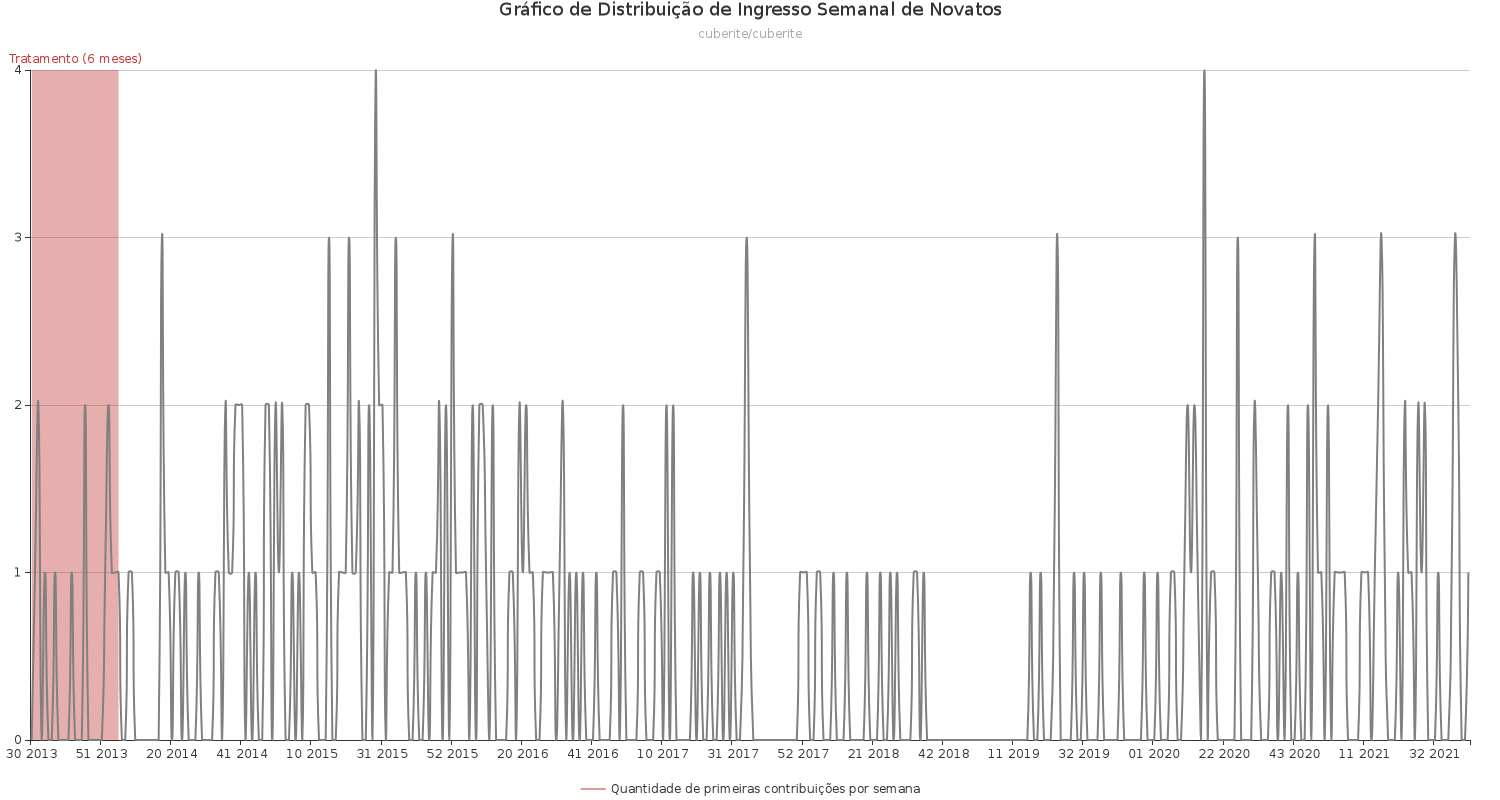 Gráfico de Distribuição de Ingresso Semanal de Novatos
cuberite/cuberite
Tratamento (6 meses)
4
3
2
1
0
30 2013 51 2013 20 2014 41 2014 10 2015 31 2015 52 2015 20 2016 41 2016 10 2017 31 2017 52 2017 21 2018 42 2018 11 2019 32 2019 01 2020 22 2020 43 2020 11 2021 32 2021
Quantidade de primeiras contribuições por semana